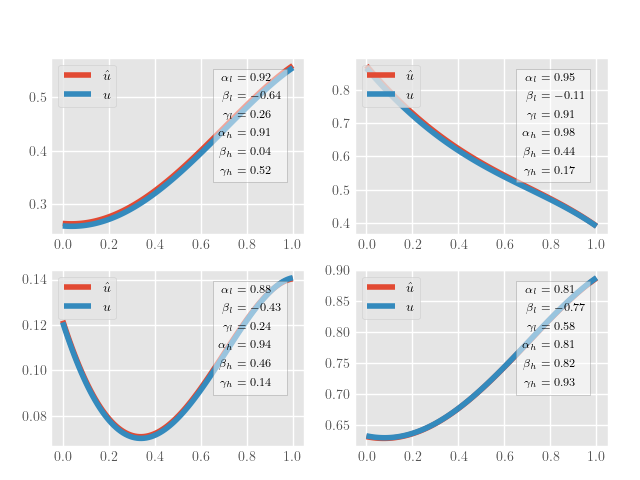 û
u
α_l = 0.92
β_l = −0.64
γ_l = 0.26
α_h = 0.91
β_h = 0.04
γ_h = 0.52
0.5
0.4
0.3
0.0 0.2 0.4 0.6 0.8 1.0
û
u
α_l = 0.95
β_l = −0.11
γ_l = 0.91
α_h = 0.98
β_h = 0.44
γ_h = 0.17
0.8
0.7
0.6
0.5
0.4
0.0 0.2 0.4 0.6 0.8 1.0
û
u
α_l = 0.88
β_l = −0.43
γ_l = 0.24
α_h = 0.94
β_h = 0.46
γ_h = 0.14
0.14
0.12
0.10
0.08
0.0 0.2 0.4 0.6 0.8 1.0
û
u
α_l = 0.81
β_l = −0.77
γ_l = 0.58
α_h = 0.81
β_h = 0.82
γ_h = 0.93
0.90
0.85
0.80
0.75
0.70
0.65
0.0 0.2 0.4 0.6 0.8 1.0